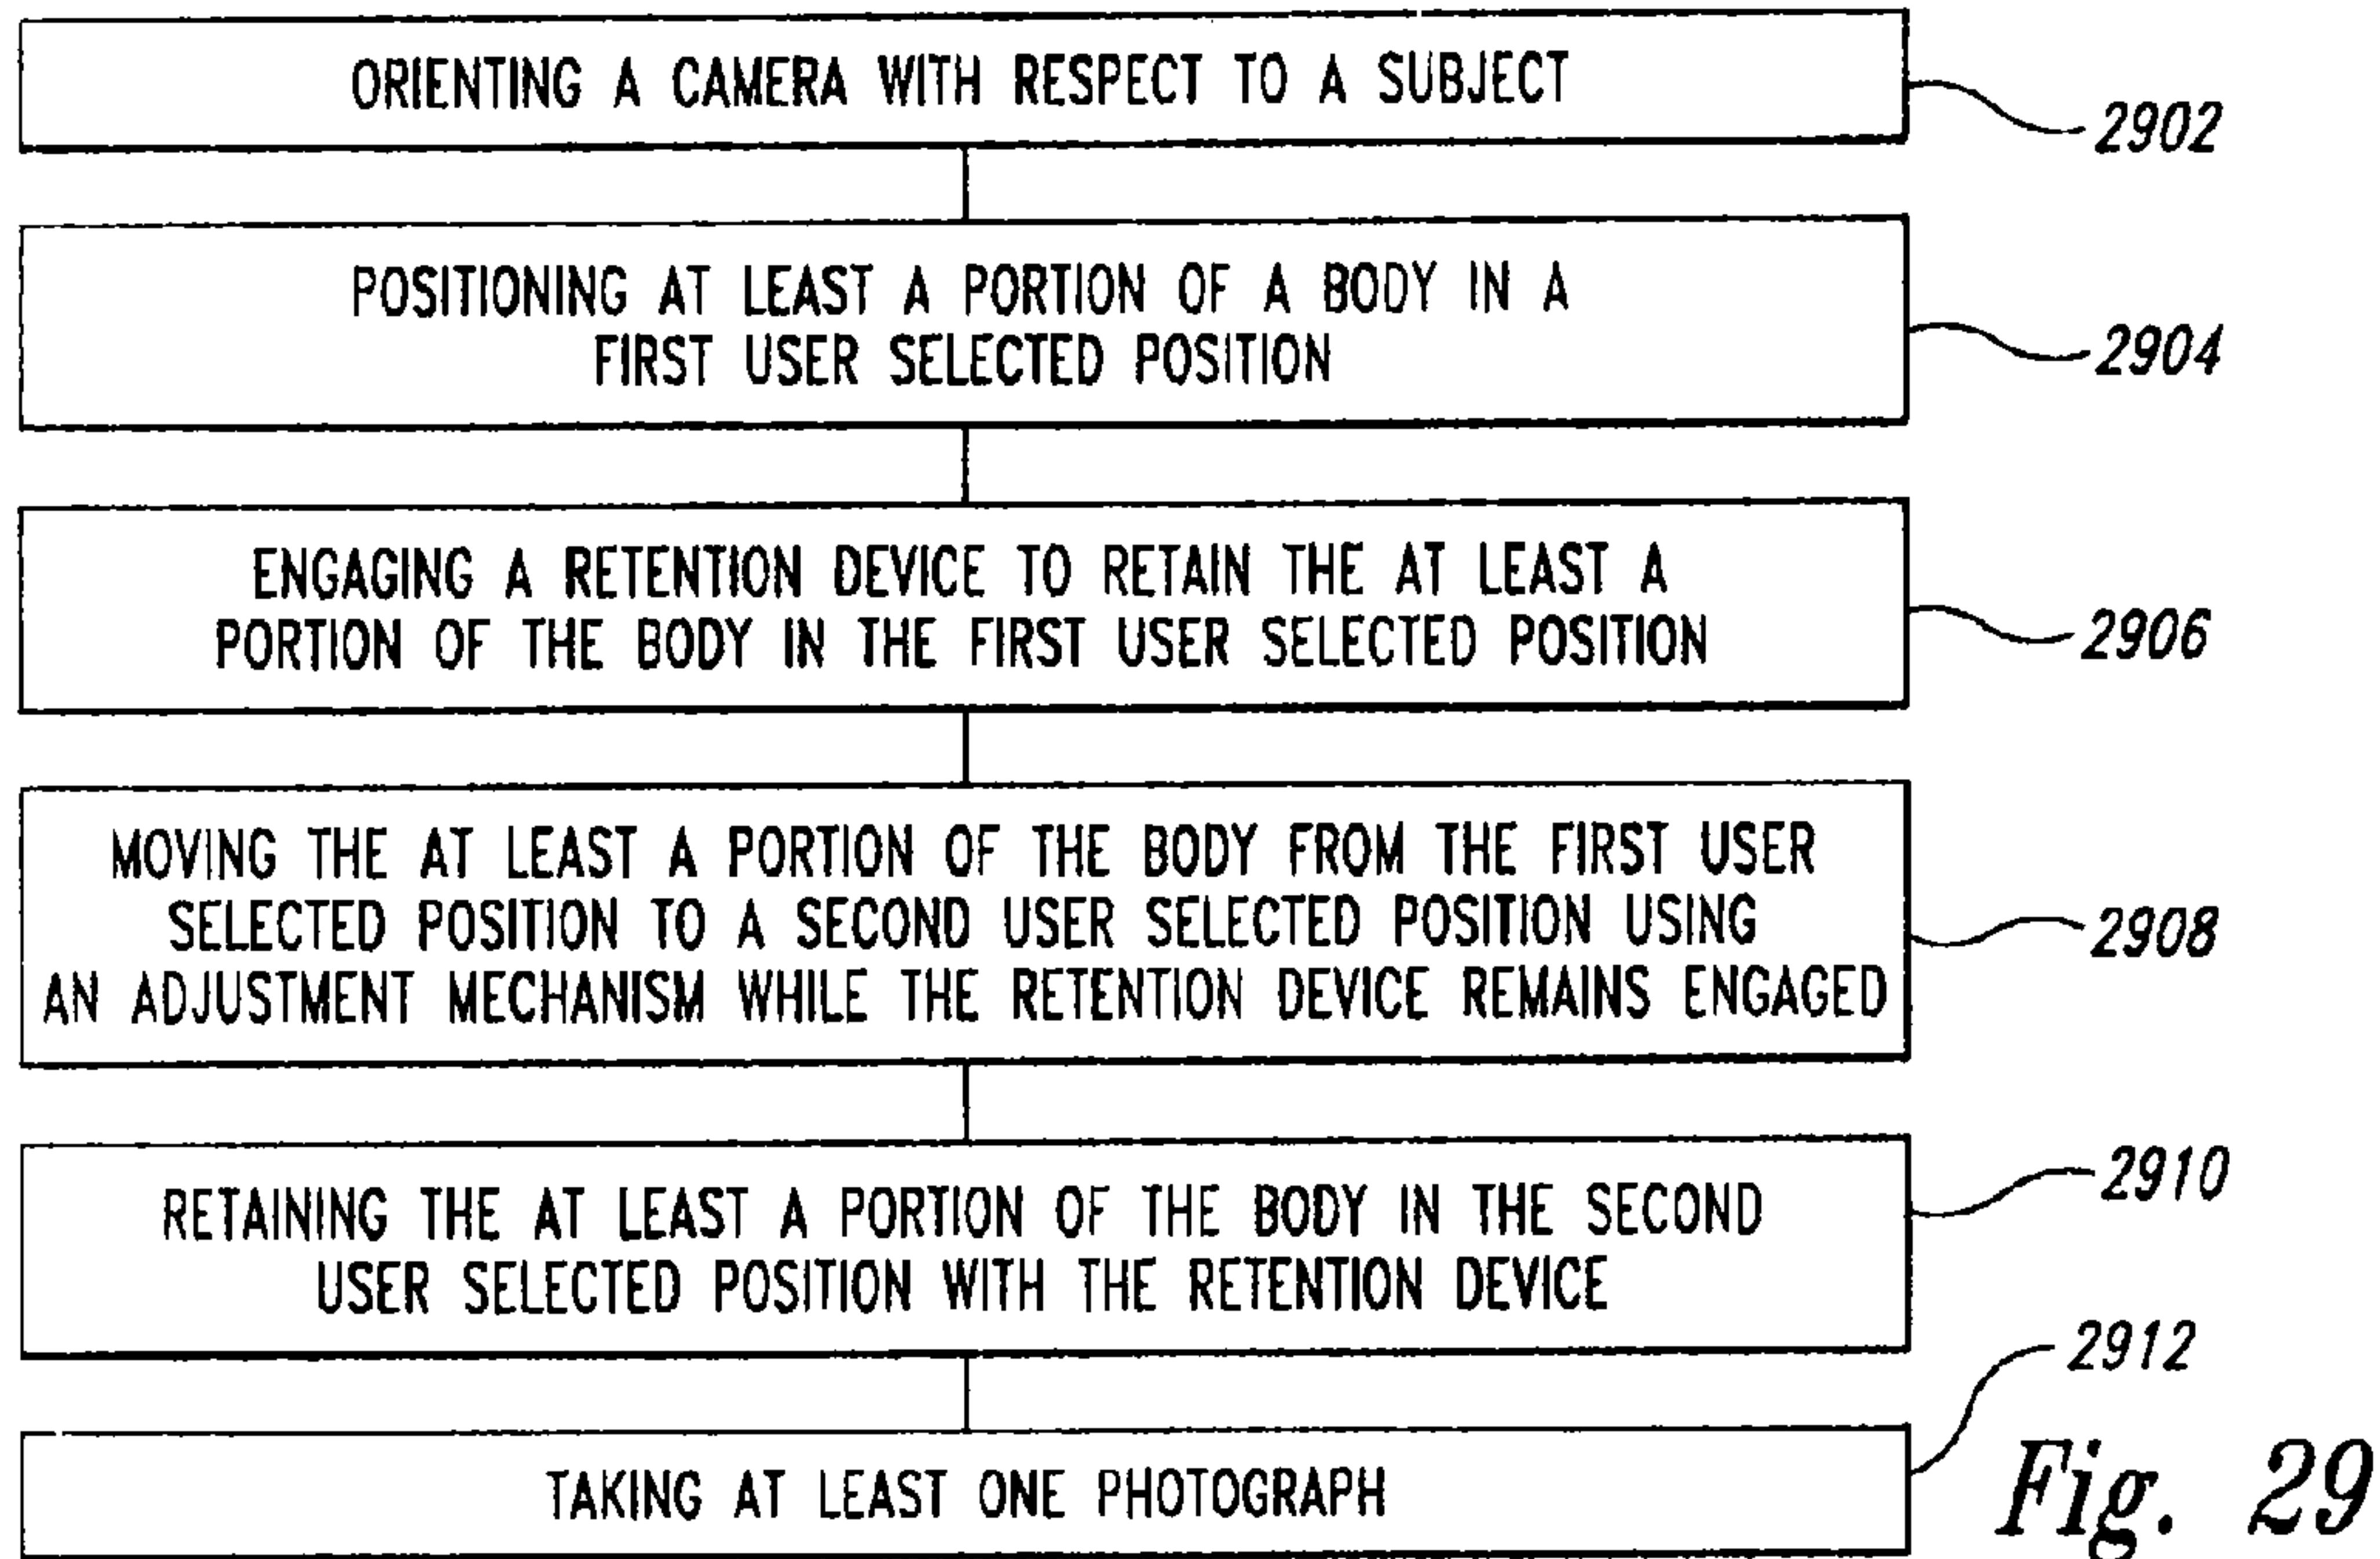 ORIENTING A CAMERA WITH RESPECT TO A SUBJECT
2902
POSITIONING AT LEAST A PORTION OF A BODY IN A
FIRST USER SELECTED POSITION
2904
ENGAGING A RETENTION DEVICE TO RETAIN THE AT LEAST A
PORTION OF THE BODY IN THE FIRST USER SELECTED POSITION
2906
MOVING THE AT LEAST A PORTION OF THE BODY FROM THE FIRST USER
SELECTED POSITION TO A SECOND USER SELECTED POSITION USING
AN ADJUSTMENT MECHANISM WHILE THE RETENTION DEVICE REMAINS ENGAGED
2908
RETAINING THE AT LEAST A PORTION OF THE BODY IN THE SECOND
USER SELECTED POSITION WITH THE RETENTION DEVICE
2910
TAKING AT LEAST ONE PHOTOGRAPH
2912
Fig. 29